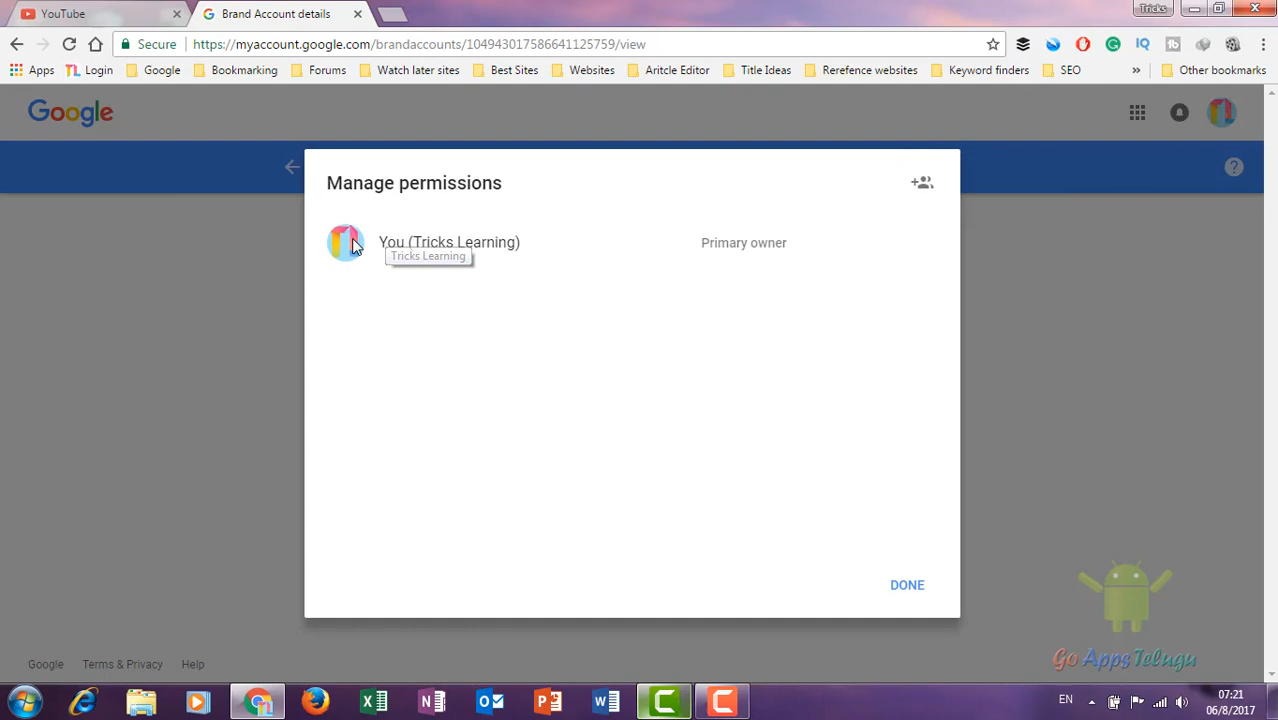 YouTube
Brand Account details
Tricks
Secure
https://myaccount.google.com/brandaccounts/104943017586641125759/view
Apps
TL Login
Google
Bookmarking
Forums
Watch later sites
Best Sites
Websites
Aritcle Editor
Title Ideas
Rerefence websites
Keyword finders
SEO
»
Other bookmarks
Google
Manage permissions
You (Tricks Learning)
Primary owner
Tricks Learning
DONE
Go Apps Telugu
Google
Terms & Privacy
Help
EN
07:21
06/8/2017